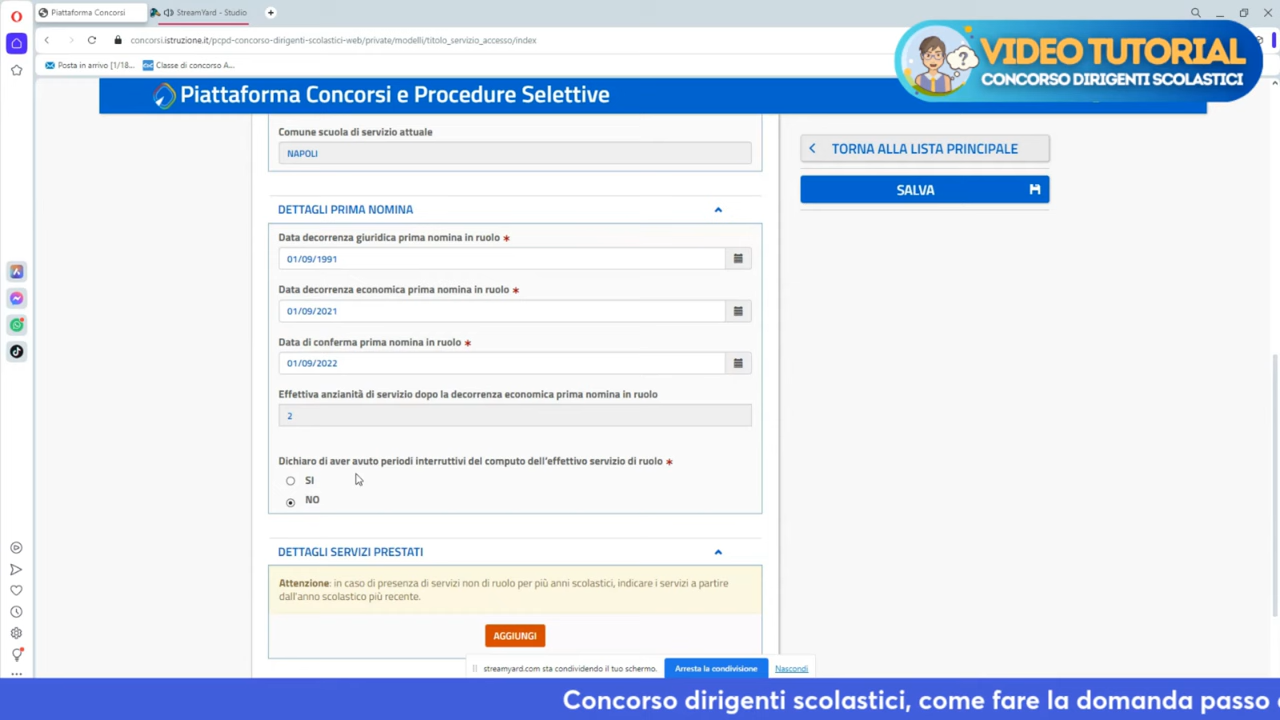 Piattaforma Concorsi
StreamYard - Studio
concorsi.istruzione.it/pcpd-concorso-dirigenti-scolastici-web/private/modelli/titolo_servizio_accesso/index
Posta in arrivo [1/18...
Classe di concorso A...
VIDEO TUTORIAL
CONCORSO DIRIGENTI SCOLASTICI
Piattaforma Concorsi e Procedure Selettive
Comune scuola di servizio attuale
NAPOLI
TORNA ALLA LISTA PRINCIPALE
SALVA
DETTAGLI PRIMA NOMINA
Data decorrenza giuridica prima nomina in ruolo *
01/09/1991
Data decorrenza economica prima nomina in ruolo *
01/09/2021
Data di conferma prima nomina in ruolo *
01/09/2022
Effettiva anzianità di servizio dopo la decorrenza economica prima nomina in ruolo
2
Dichiaro di aver avuto periodi interruttivi del computo dell'effettivo servizio di ruolo *
SI
NO
DETTAGLI SERVIZI PRESTATI
Attenzione: in caso di presenza di servizi non di ruolo per più anni scolastici, indicare i servizi a partire
dall'anno scolastico più recente.
AGGIUNGI
streamyard.com sta condividendo il tuo schermo.
Arresta la condivisione
Nascondi
Concorso dirigenti scolastici, come fare la domanda passo